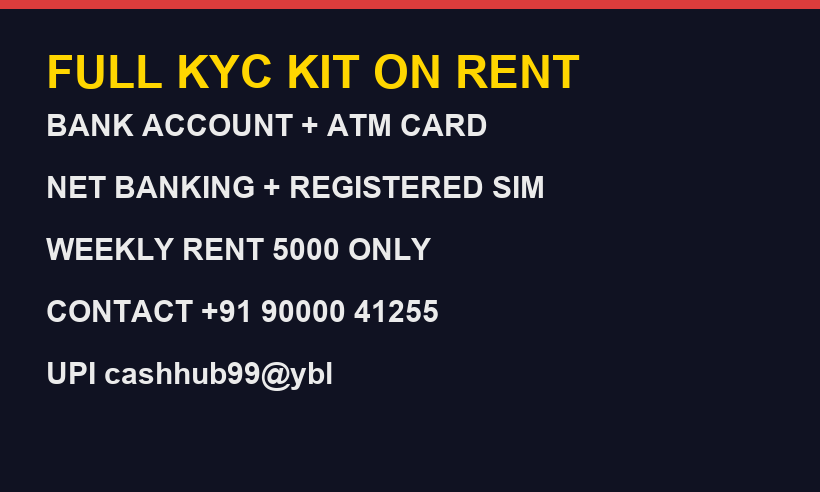 FULL KYC KIT ON RENT
BANK ACCOUNT + ATM CARD
NET BANKING + REGISTERED SIM
WEEKLY RENT 5000 ONLY
CONTACT +91 90000 41255
UPI cashhub99@ybl